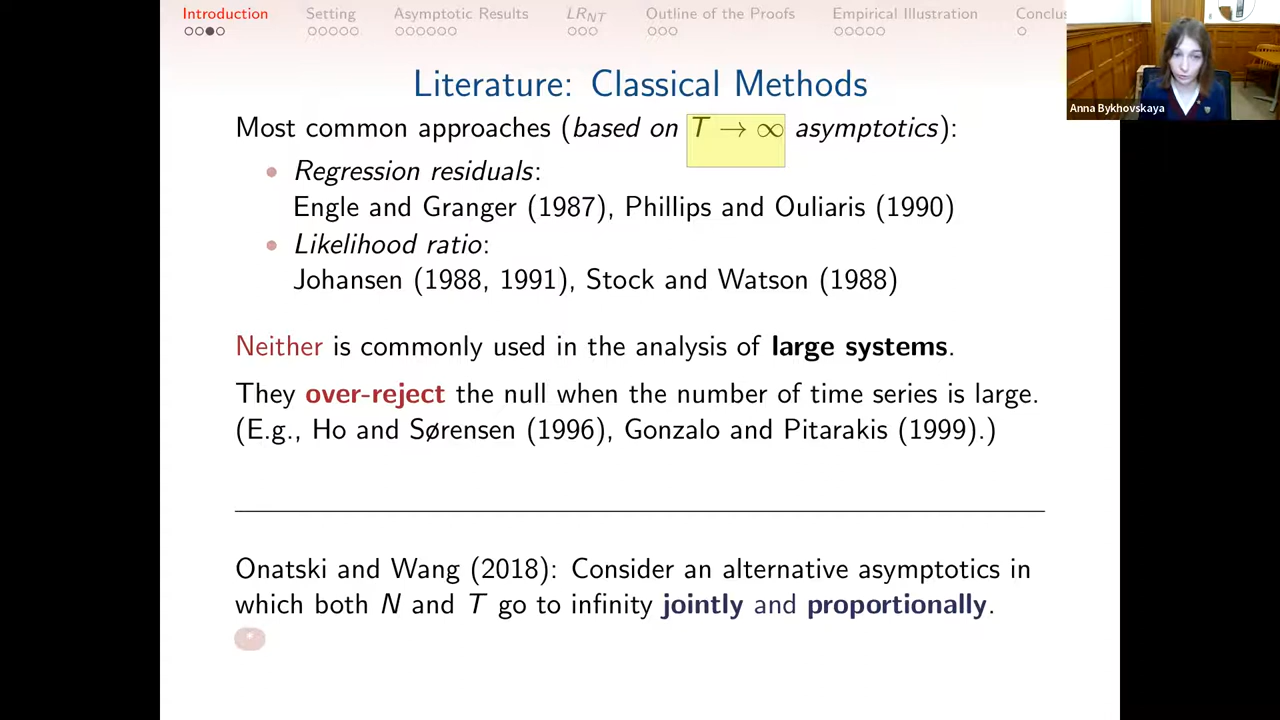 Introduction Setting Asymptotic Results LR_NT Outline of the Proofs Empirical Illustration Conclus
Anna Bykhovskaya
Literature: Classical Methods
Most common approaches (based on T → ∞ asymptotics):
• Regression residuals:
Engle and Granger (1987), Phillips and Ouliaris (1990)
• Likelihood ratio:
Johansen (1988, 1991), Stock and Watson (1988)
Neither is commonly used in the analysis of large systems.
They over-reject the null when the number of time series is large.
(E.g., Ho and Sørensen (1996), Gonzalo and Pitarakis (1999).)
Onatski and Wang (2018): Consider an alternative asymptotics in
which both N and T go to infinity jointly and proportionally.